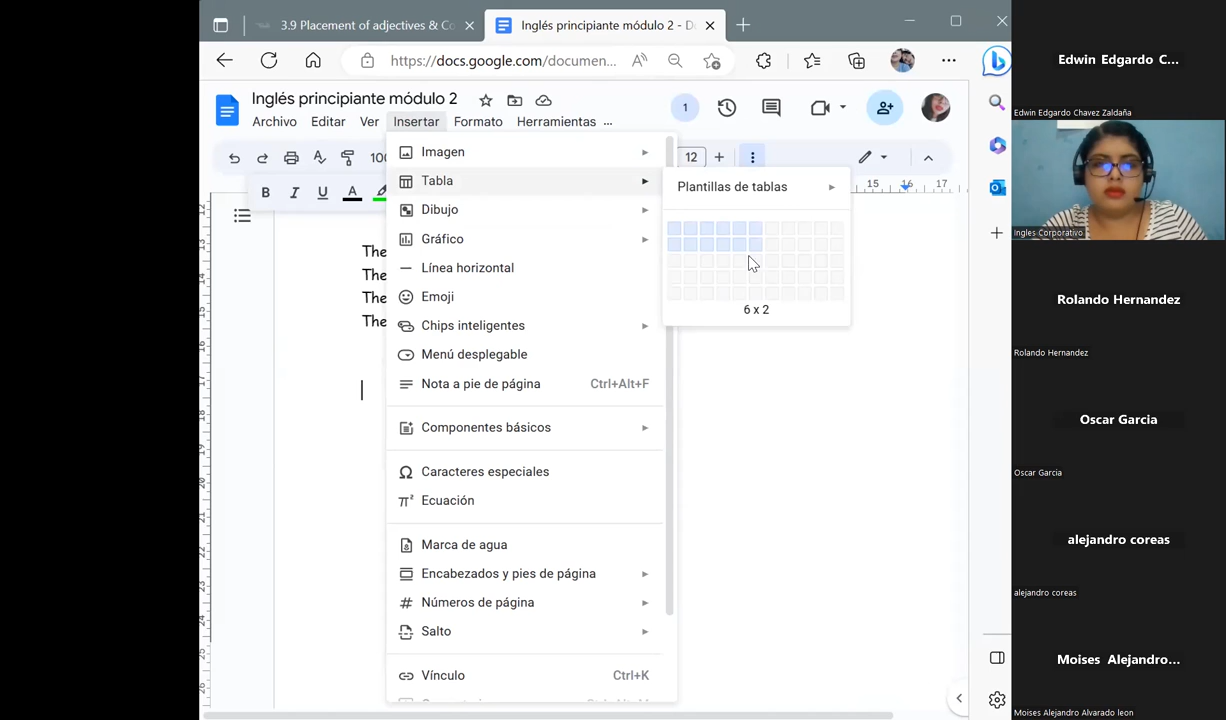 3.9 Placement of adjectives & Co
Inglés principiante módulo 2 - D
https://docs.google.com/documen...
Inglés principiante módulo 2
Archivo Editar Ver Insertar Formato Herramientas ...
1
100
12
B I U A
15 16 17
Imagen
Tabla
Dibujo
Gráfico
Línea horizontal
Emoji
Chips inteligentes
Menú desplegable
Nota a pie de página Ctrl+Alt+F
Componentes básicos
Caracteres especiales
Ecuación
Marca de agua
Encabezados y pies de página
Números de página
Salto
Vínculo Ctrl+K
Plantillas de tablas
6 x 2
The
The
The
The
Edwin Edgardo C...
Edwin Edgardo Chavez Zaldaña
Ingles Corporativo
Rolando Hernandez
Rolando Hernandez
Oscar Garcia
Oscar Garcia
alejandro coreas
alejandro coreas
Moises Alejandro...
Moises Alejandro Alvarado leon